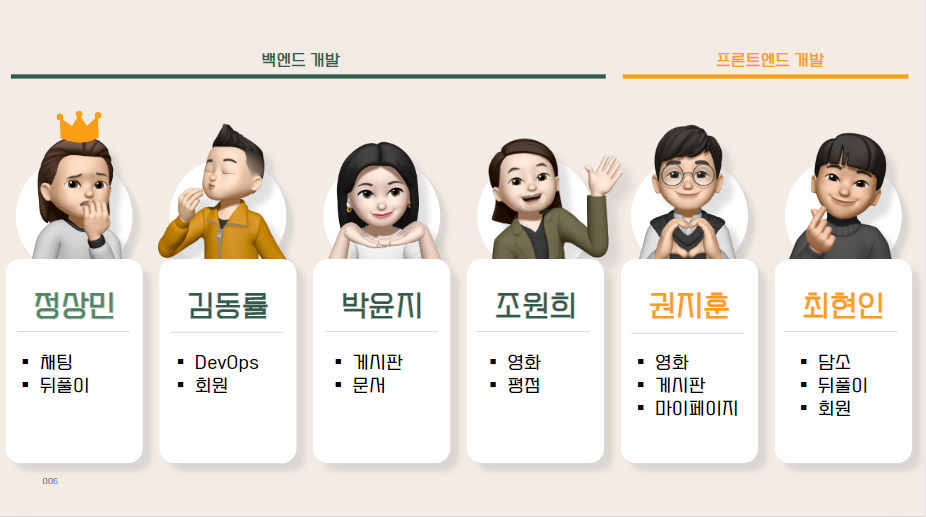 백엔드 개발
프론트엔드 개발
정상민
채팅
뒤풀이
김동률
DevOps
회원
박윤지
게시판
문서
조원희
영화
평점
권지훈
영화
게시판
마이페이지
최현인
담소
뒤풀이
회원
006